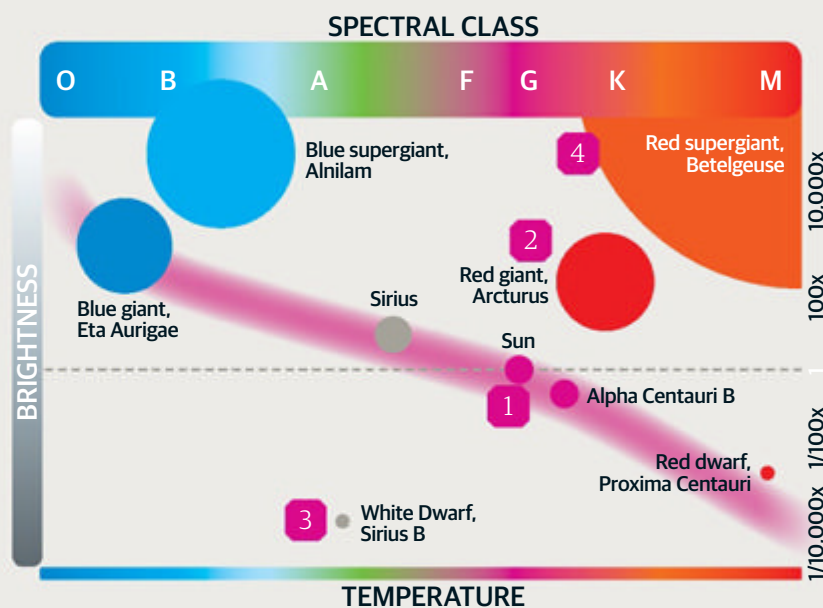 SPECTRAL CLASS
O B A F G K M
Blue supergiant,
Alnilam
4
Red supergiant,
Betelgeuse
10,000x
2
Blue giant,
Eta Aurigae
Sirius
Red giant,
Arcturus
100x
Sun
1
BRIGHTNESS
1
Alpha Centauri B
1/100x
Red dwarf,
Proxima Centauri
3
White Dwarf,
Sirius B
1/10,000x
TEMPERATURE